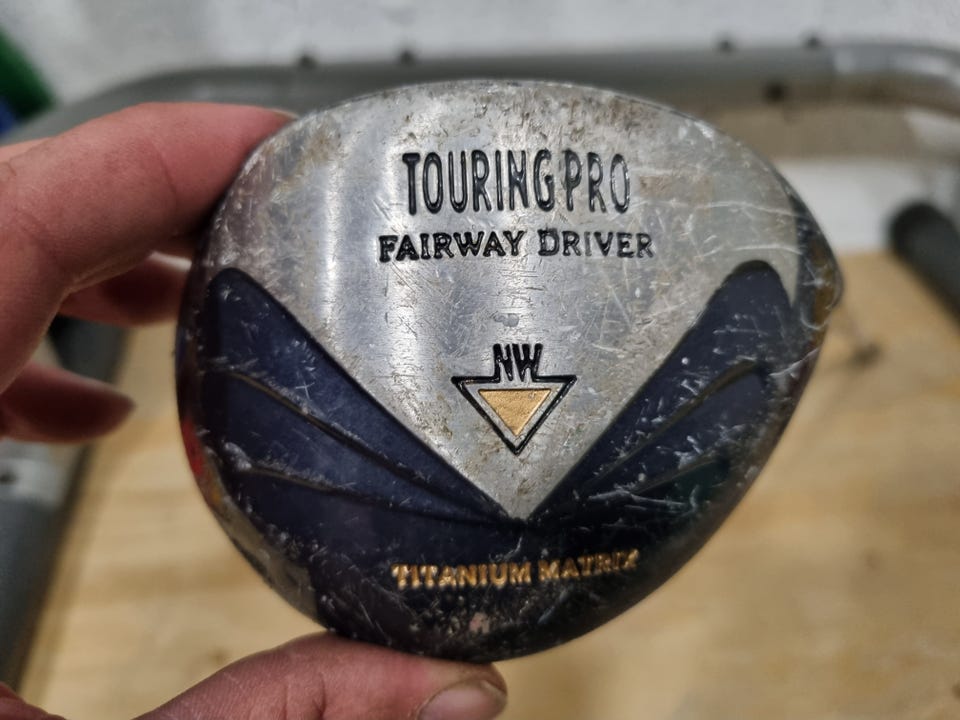 TOURING PRO
FAIRWAY DRIVER
NW
TITANIUM MATRIX